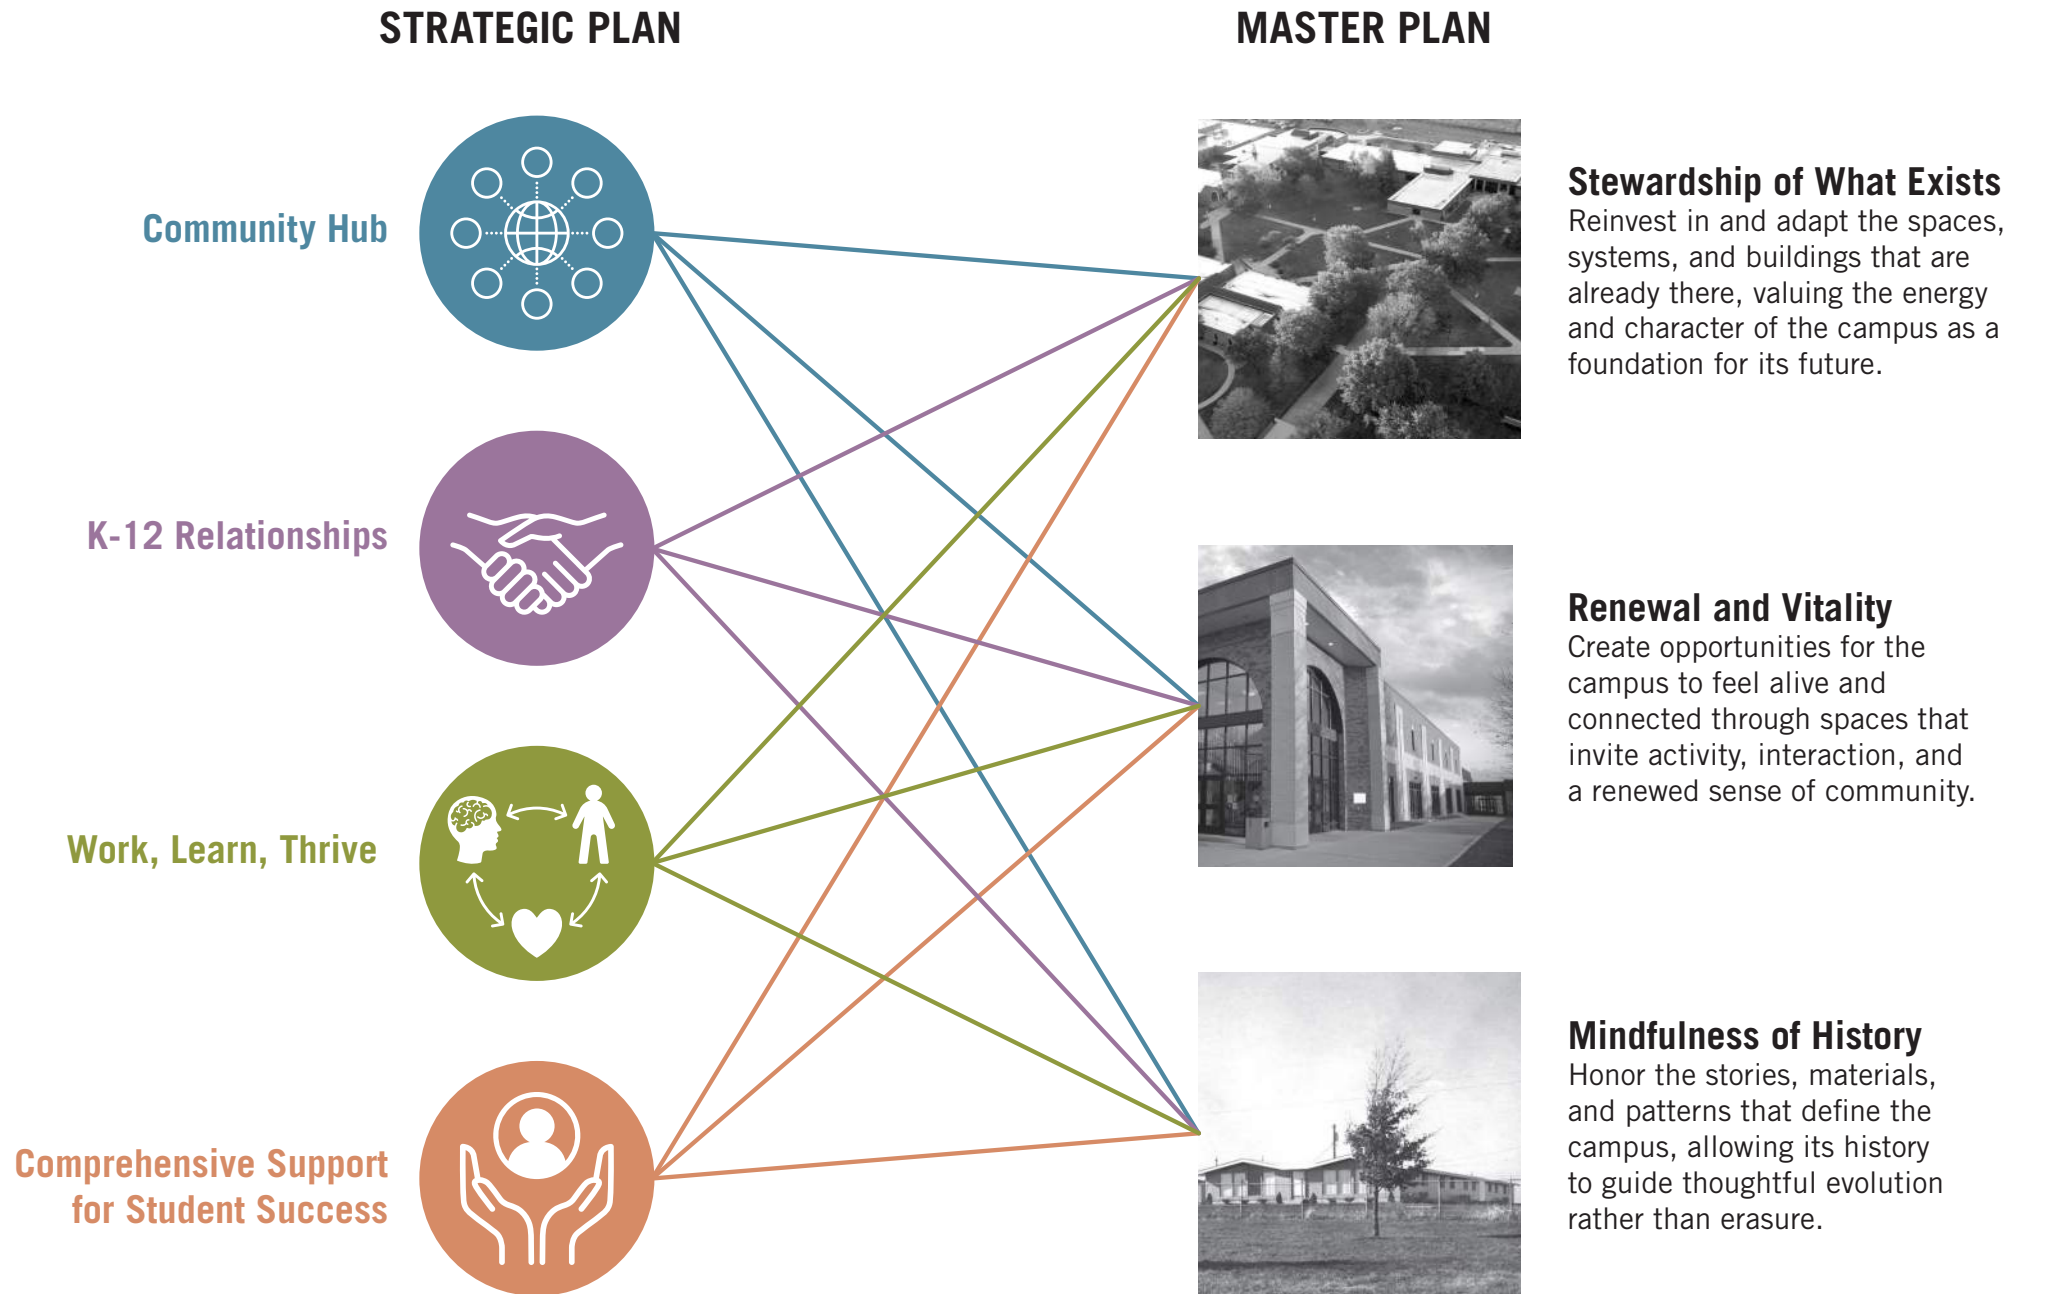 STRATEGIC PLAN
MASTER PLAN
Community Hub
K-12 Relationships
Work, Learn, Thrive
Comprehensive Support
for Student Success
Stewardship of What Exists
Reinvest in and adapt the spaces,
systems, and buildings that are
already there, valuing the energy
and character of the campus as a
foundation for its future.
Renewal and Vitality
Create opportunities for the
campus to feel alive and
connected through spaces that
invite activity, interaction, and
a renewed sense of community.
Mindfulness of History
Honor the stories, materials,
and patterns that define the
campus, allowing its history
to guide thoughtful evolution
rather than erasure.